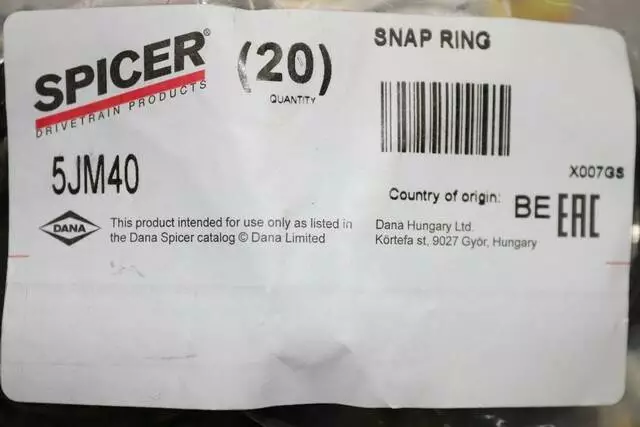 SPICER®
DRIVETRAIN PRODUCTS
(20)
QUANTITY
SNAP RING
5JM40
X007GS
Country of origin: BE EAC
DANA
This product intended for use only as listed in
the Dana Spicer catalog © Dana Limited
Dana Hungary Ltd.
Körtefa st, 9027 Győr, Hungary